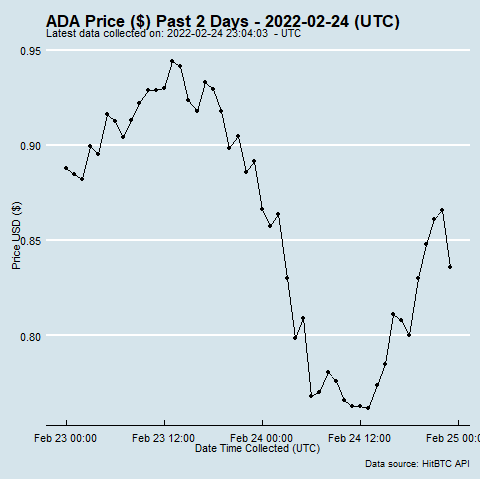 ADA Price ($) Past 2 Days - 2022-02-24 (UTC)
Latest data collected on: 2022-02-24 23:04:03 - UTC
0.95
0.90
0.85
0.80
Price USD ($)
Feb 23 00:00 Feb 23 12:00 Feb 24 00:00 Feb 24 12:00 Feb 25 00:0
Date Time Collected (UTC)
Data source: HitBTC API